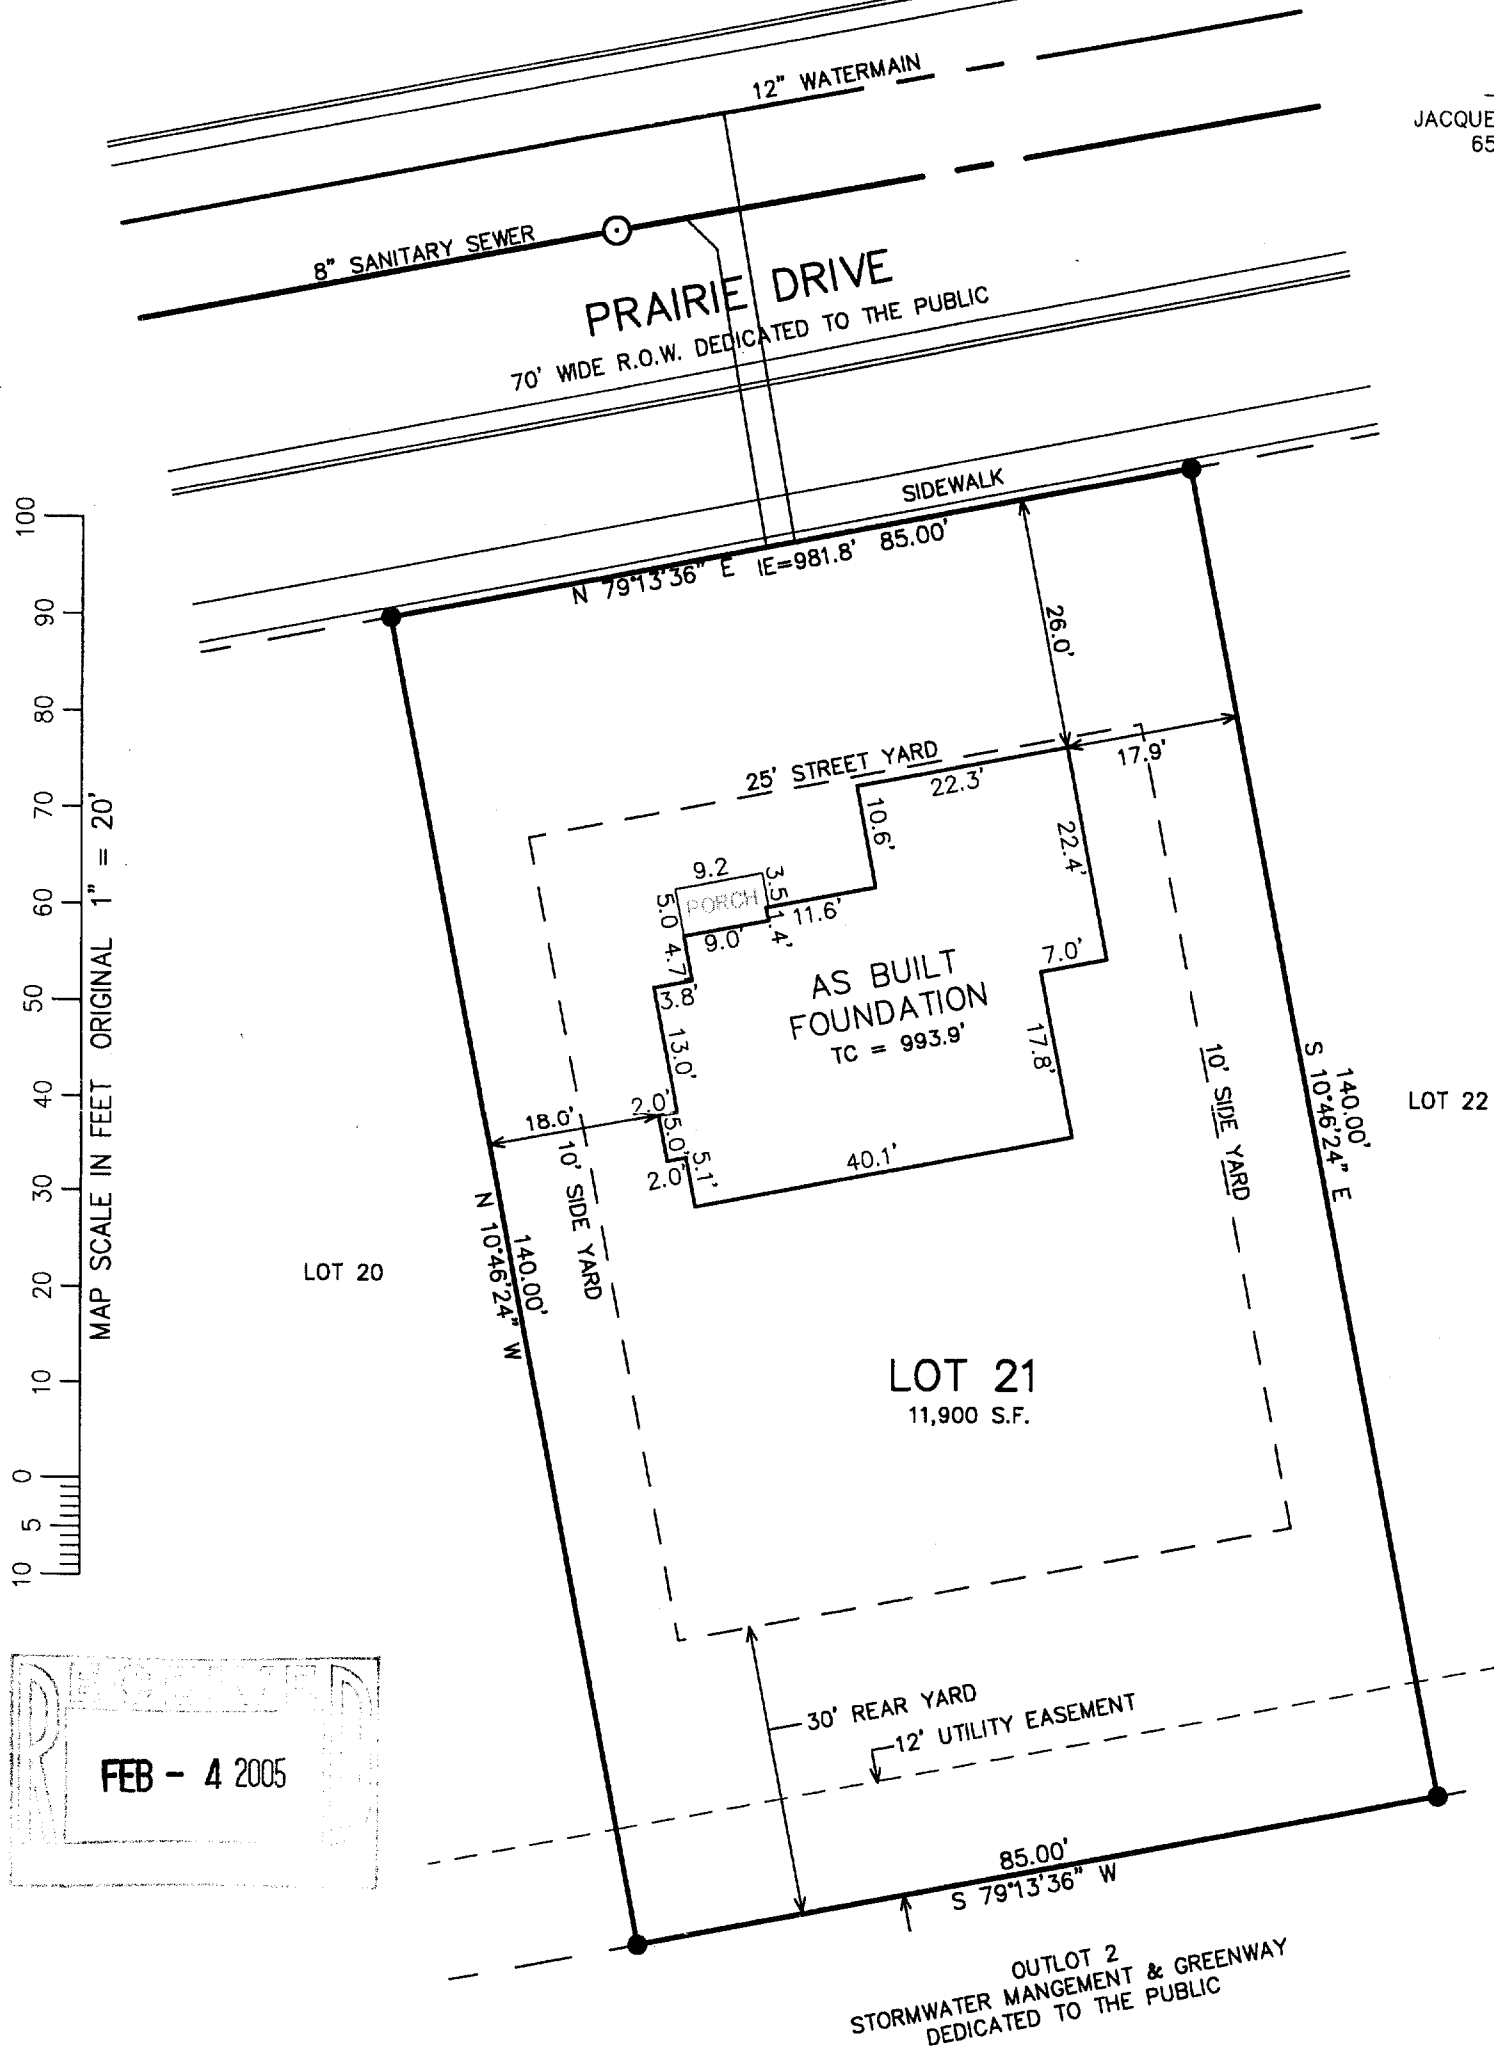 12" WATERMAIN
JACQUE
65
8" SANITARY SEWER
PRAIRIE DRIVE
70' WIDE R.O.W. DEDICATED TO THE PUBLIC
SIDEWALK
N 79°13'36" E IE=981.8' 85.00'
26.0'
17.9'
25' STREET YARD
22.3'
10.6'
22.4'
9.2
3.5
5.0
PORCH
11.6'
1.4'
9.0'
4.7
3.8'
7.0'
AS BUILT
FOUNDATION
TC = 993.9'
17.8'
13.0'
2.0'
18.0'
5.0'
2.0'
5.1'
40.1'
10' SIDE YARD
10' SIDE YARD
140.00'
S 10°46'24" E
LOT 22
LOT 20
140.00'
N 10°46'24" W
LOT 21
11,900 S.F.
30' REAR YARD
12' UTILITY EASEMENT
85.00'
S 79°13'36" W
OUTLOT 2
STORMWATER MANGEMENT & GREENWAY
DEDICATED TO THE PUBLIC
100
90
80
70
60
50
40
30
20
10
0
5
10
MAP SCALE IN FEET ORIGINAL 1" = 20'
RECEIVED
FEB - 4 2005